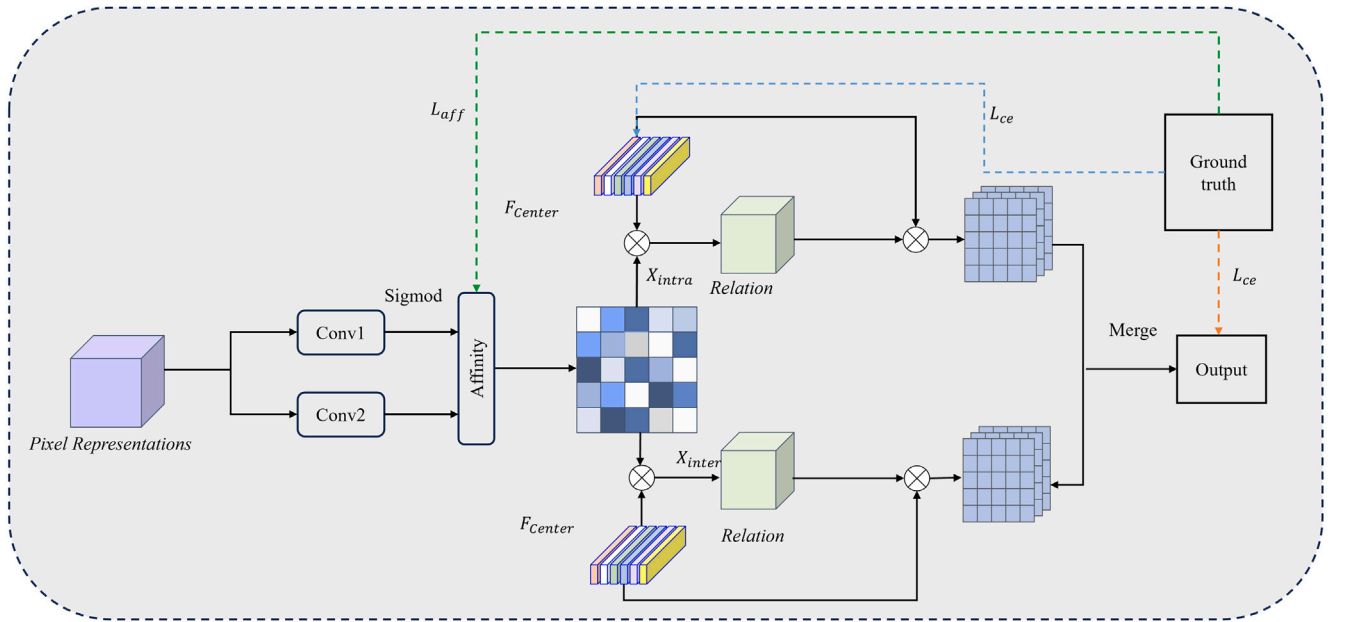 L_aff
L_ce
Ground
truth
F_Center
X_intra
Relation
L_ce
Sigmod
Conv1
Affinity
Merge
Output
Conv2
Pixel Representations
X_inter
F_Center
Relation